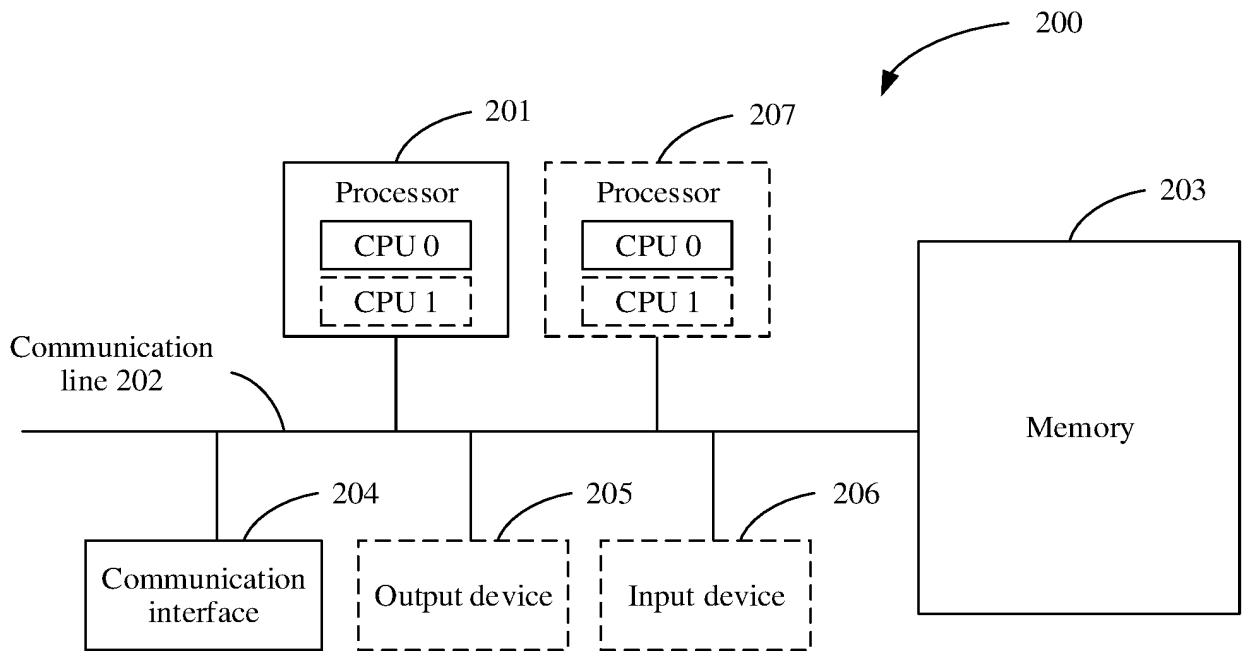 200
201
207
Processor
CPU 0
CPU 1
Processor
CPU 0
CPU 1
203
Communication
line 202
Memory
204
205
206
Communication
interface
Output device
Input device